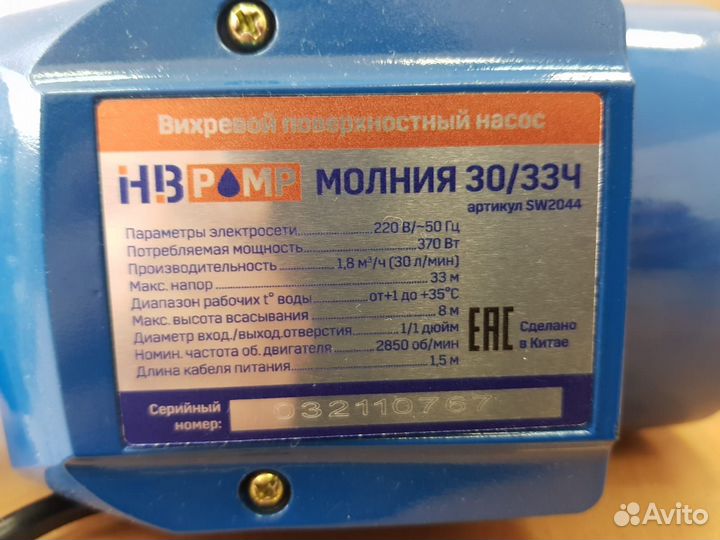 Вихревой поверхностный насос
iHB PUMP МОЛНИЯ 30/33Ч
артикул SW2044
Параметры электросети 220 В/~50 Гц
Потребляемая мощность 370 Вт
Производительность 1,8 м³/ч (30 л/мин)
Макс. напор 33 м
Диапазон рабочих t° воды от+1 до +35°С
Макс. высота всасывания 8 м
Диаметр вход./выход.отверстия 1/1 дюйм
Номин. частота об. двигателя 2850 об/мин
Длина кабеля питания 1,5 м
EAC
Сделано
в Китае
Серийный
номер: 032110767
Avito